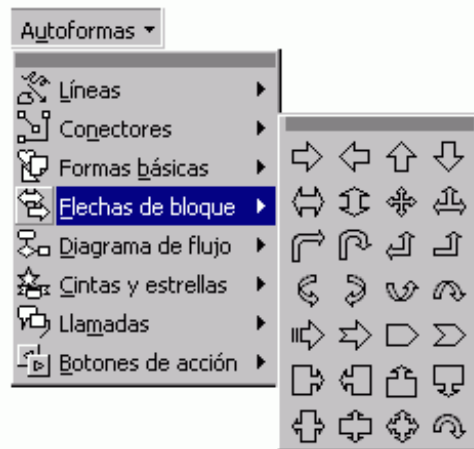 Autoformas
Líneas
Conectores
Formas básicas
Flechas de bloque
Diagrama de flujo
Cintas y estrellas
Llamadas
Botones de acción